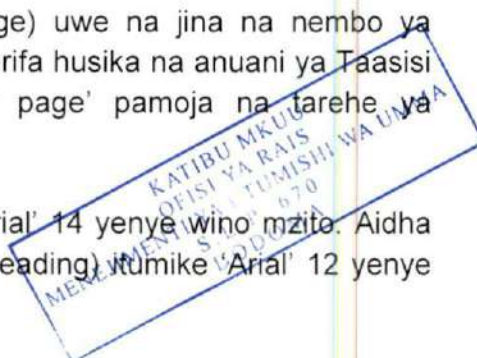 ge) uwe na jina na nembo ya
rifa husika na anuani ya Taasisi
page' pamoja na tarehe ya
KATIBU MKUU
OFISI YA RAIS
MENEJIMENTI YA UTUMISHI WA UMMA
S.L.P 670
DODOMA
rial' 14 yenye wino mzito. Aidha
eading) itumike 'Arial' 12 yenye